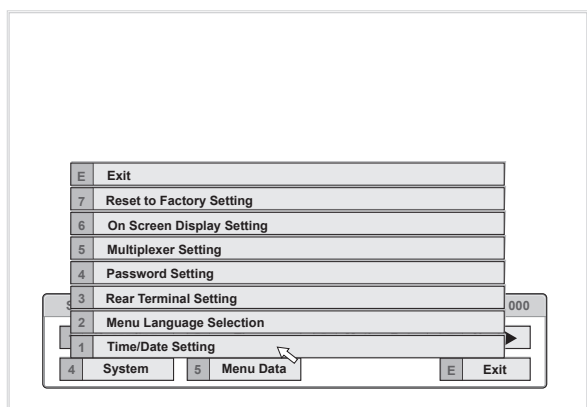 E Exit
7 Reset to Factory Setting
6 On Screen Display Setting
5 Multiplexer Setting
4 Password Setting
3 Rear Terminal Setting
000
2 Menu Language Selection
1 Time/Date Setting
4 System 5 Menu Data E Exit